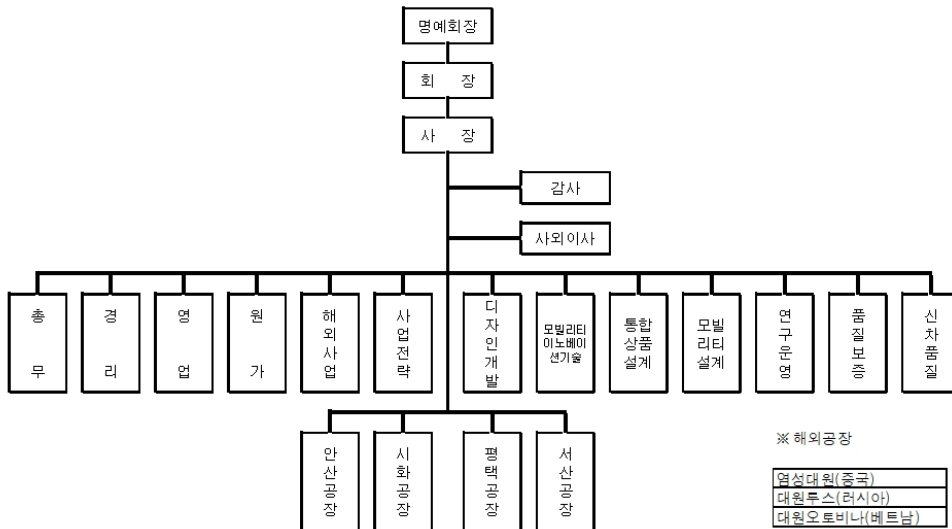 명예회장
회 장
사 장
감사
사외이사
총무
경리
영업
원가
해외사업
사업전략
디자인개발
모빌리티
이노베이
션기술
통합
상품
설계
모빌
리티
설계
연구운영
품질보증
신차품질
안산공장
시화공장
평택공장
서산공장
※ 해외공장
염성대원(중국)
대원루스(러시아)
대원오토비나(베트남)